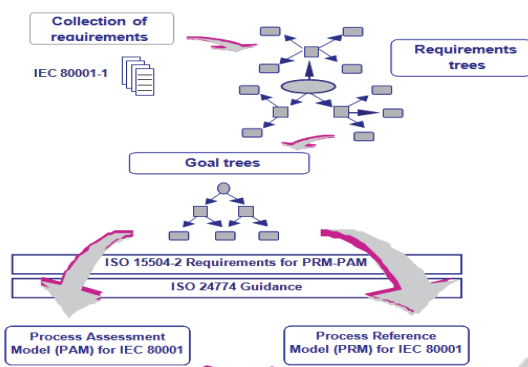 Collection of
requirements
IEC 80001-1
Requirements
trees
Goal trees
ISO 15504-2 Requirements for PRM-PAM
ISO 24774 Guidance
Process Assessment
Model (PAM) for IEC 80001
Process Reference
Model (PRM) for IEC 80001